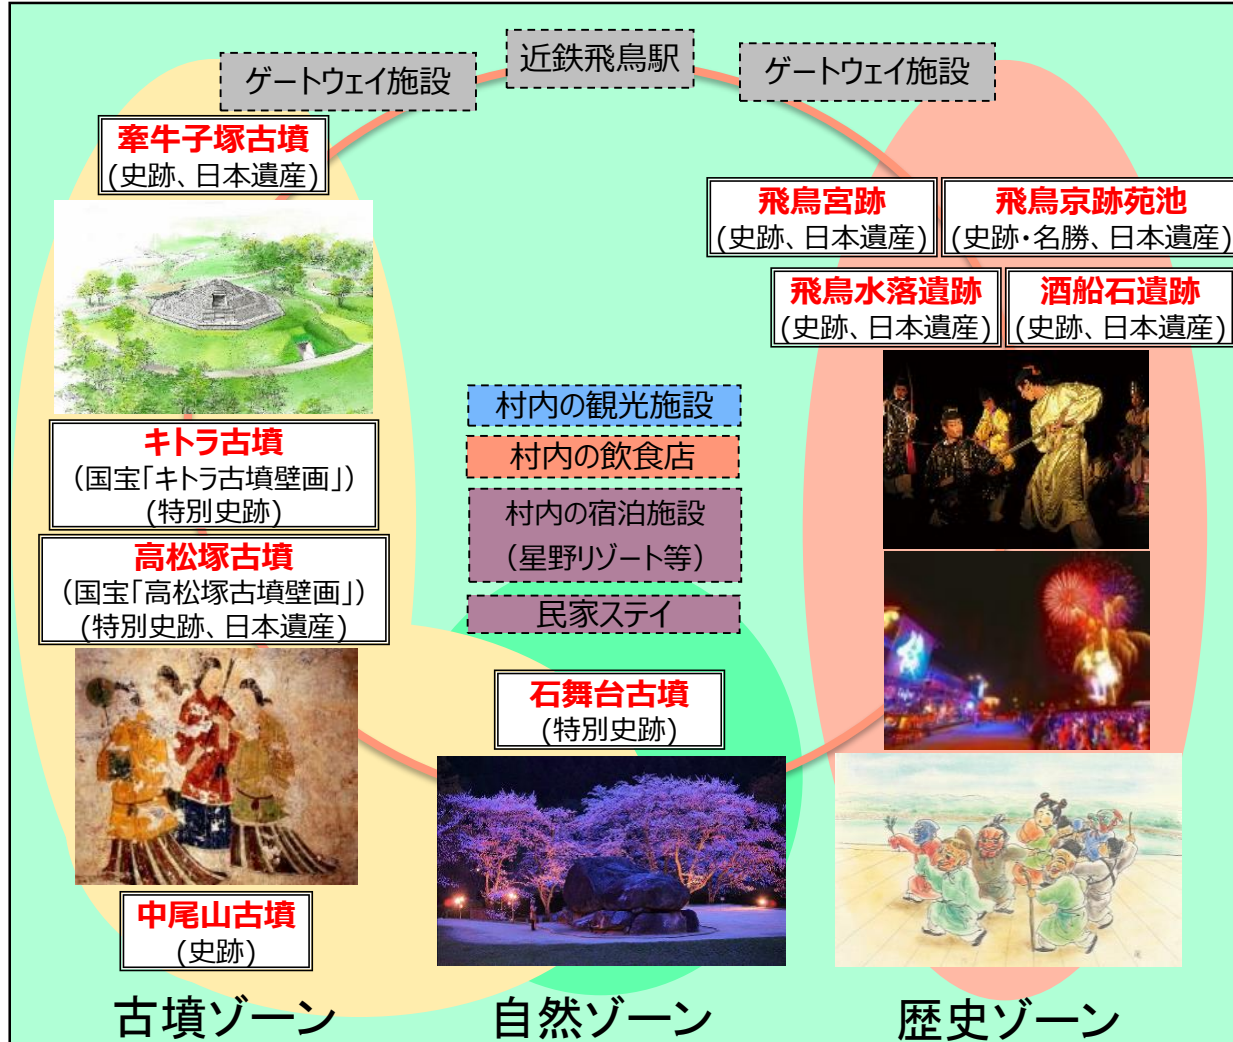 近鉄飛鳥駅
ゲートウェイ施設
ゲートウェイ施設
牽牛子塚古墳
(史跡、日本遺産)
飛鳥宮跡
(史跡、日本遺産)
飛鳥京跡苑池
(史跡・名勝、日本遺産)
飛鳥水落遺跡
(史跡、日本遺産)
酒船石遺跡
(史跡、日本遺産)
村内の観光施設
村内の飲食店
村内の宿泊施設
（星野リゾート等）
民家ステイ
キトラ古墳
（国宝「キトラ古墳壁画」）
(特別史跡)
高松塚古墳
（国宝「高松塚古墳壁画」）
(特別史跡、日本遺産)
石舞台古墳
(特別史跡)
中尾山古墳
(史跡)
古墳ゾーン
自然ゾーン
歴史ゾーン